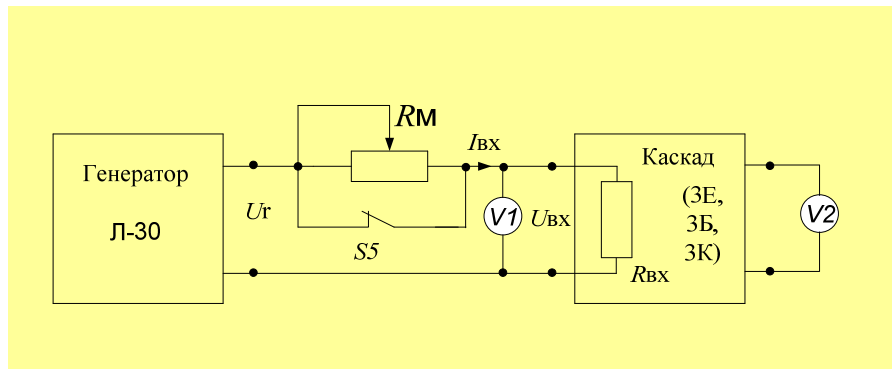 Генератор
Л-30
Uг
Rм
S5
Iвх
V1
Uвх
Каскад
(ЗЕ,
ЗБ,
ЗК)
Rвх
V2